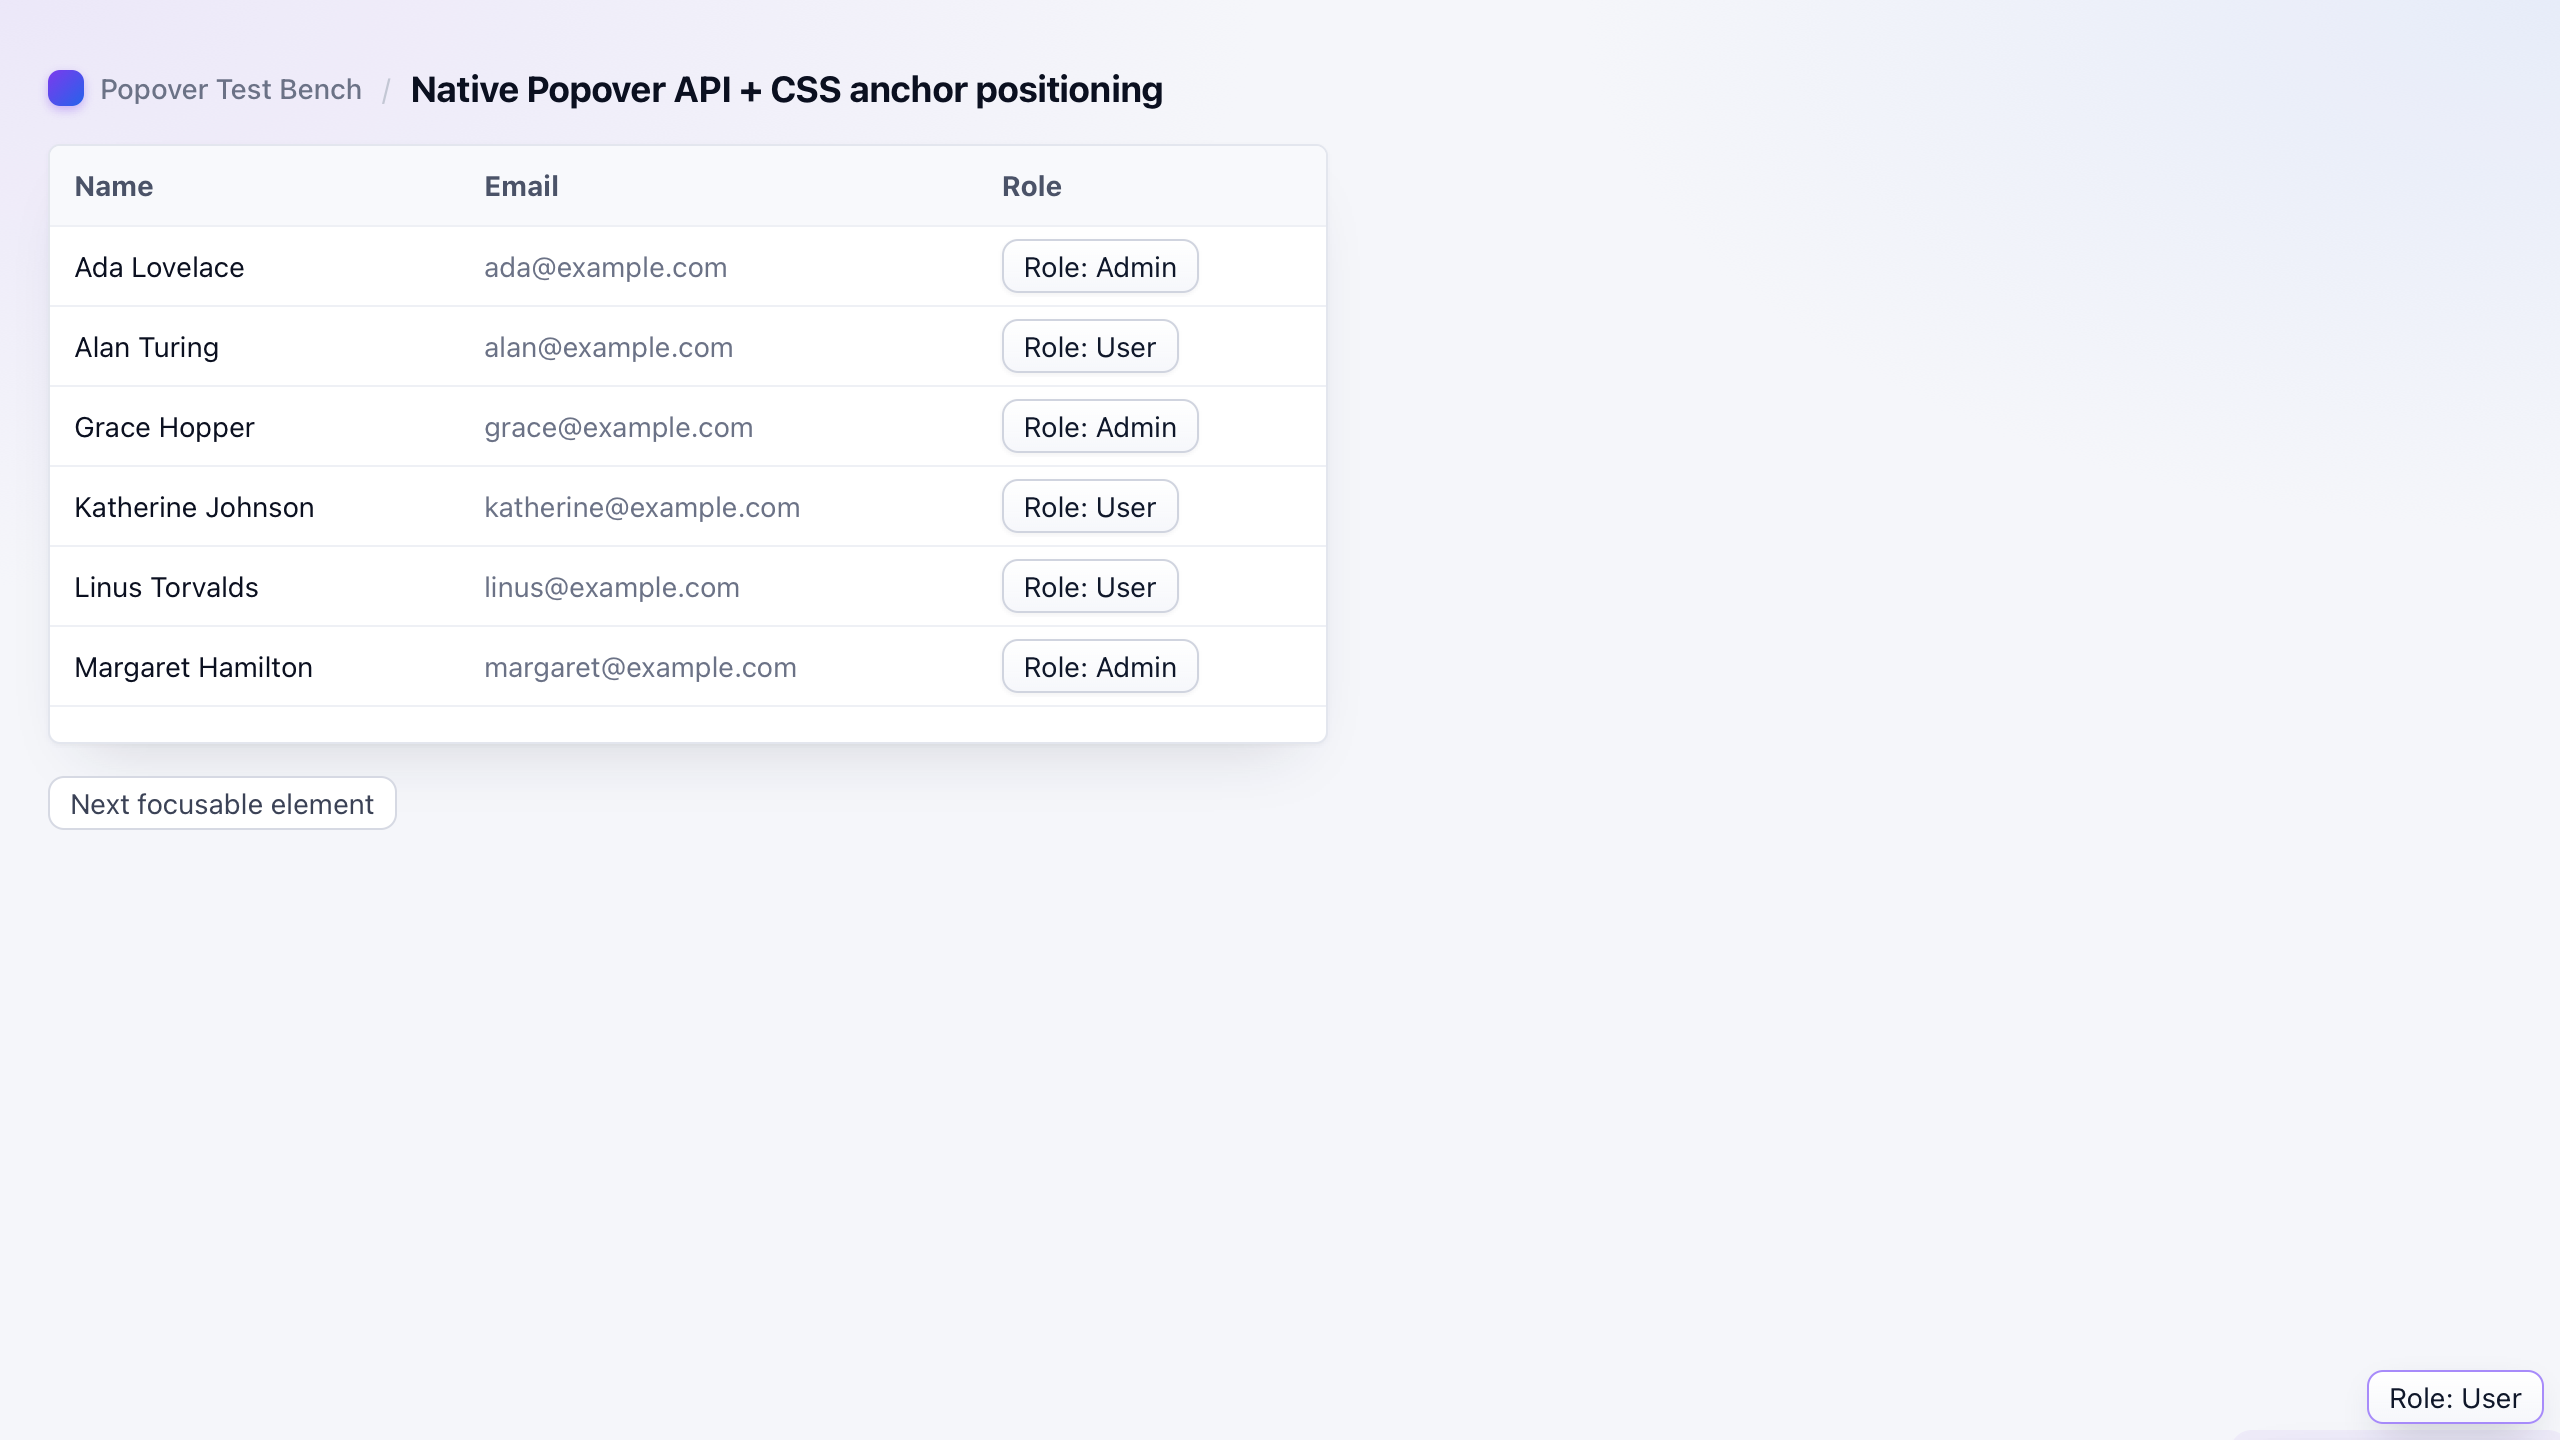 Popover Test Bench / Native Popover API + CSS anchor positioning
Name Email Role
Ada Lovelace ada@example.com Role: Admin
Alan Turing alan@example.com Role: User
Grace Hopper grace@example.com Role: Admin
Katherine Johnson katherine@example.com Role: User
Linus Torvalds linus@example.com Role: User
Margaret Hamilton margaret@example.com Role: Admin
Next focusable element
Role: User